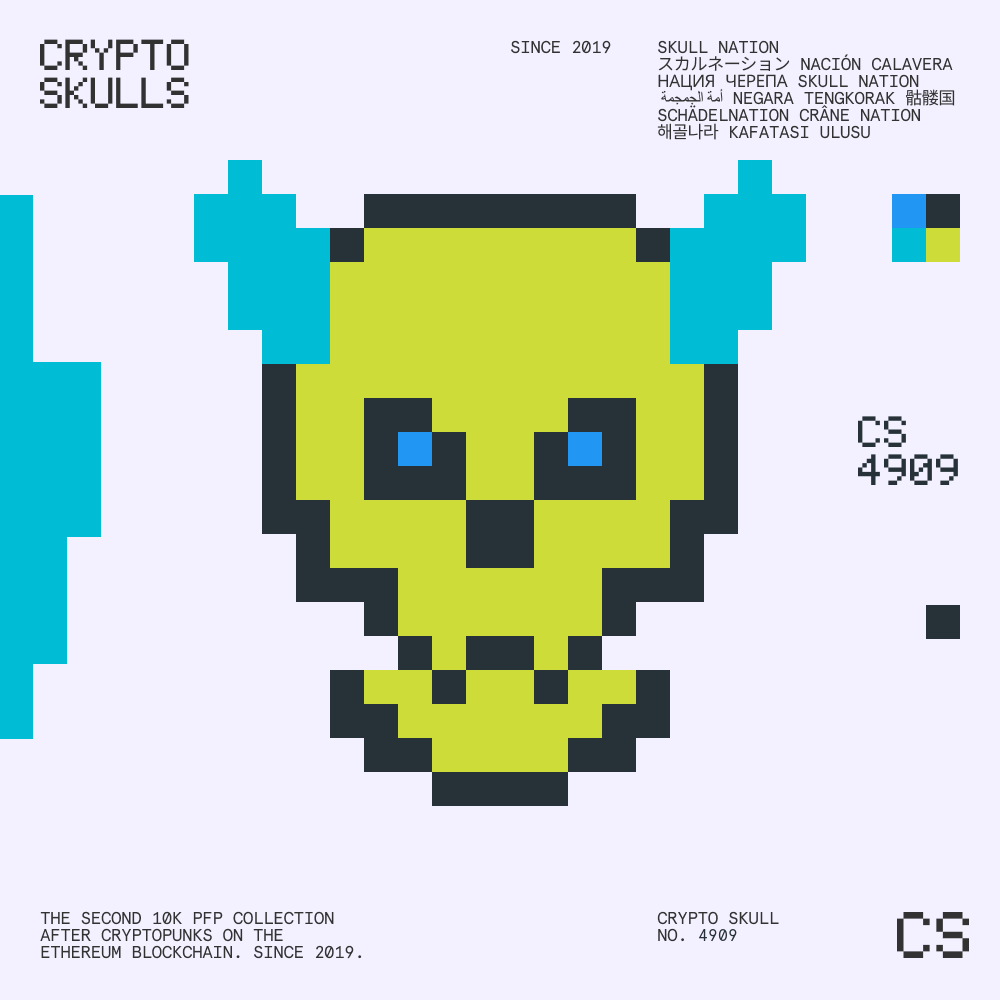 CRYPTO
SKULLS
SINCE 2019
SKULL NATION
スカルネーション NACIÓN CALAVERA
НАЦИЯ ЧЕРЕПА SKULL NATION
أمة الجمجمة NEGARA TENGKORAK 骷髅国
SCHÄDELNATION CRÂNE NATION
해골나라 KAFATASI ULUSU
CS
4909
THE SECOND 10K PFP COLLECTION
AFTER CRYPTOPUNKS ON THE
ETHEREUM BLOCKCHAIN. SINCE 2019.
CRYPTO SKULL
NO. 4909
CS